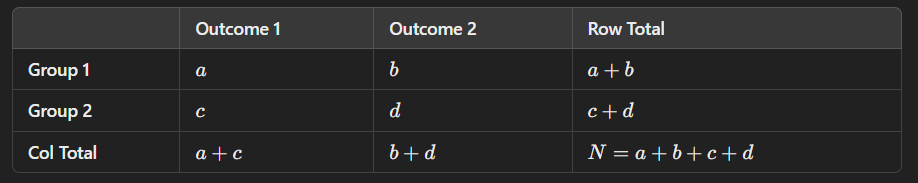 Outcome 1 Outcome 2 Row Total
Group 1 a b a + b
Group 2 c d c + d
Col Total a + c b + d N = a + b + c + d